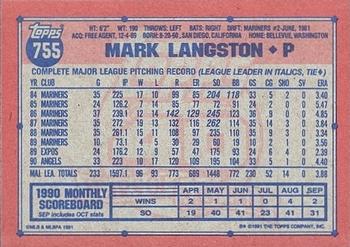 Topps
755
HT: 6'2" WT: 190 THROWS: LEFT BATS: RIGHT DRAFT: MARINERS #2-JUNE, 1981
ACQ: FREE AGENT, 12-4-89 BORN: 8-20-60, SAN DIEGO, CALIFORNIA HOME: BELLEVUE, WASHINGTON
MARK LANGSTON ♦ P
COMPLETE MAJOR LEAGUE PITCHING RECORD (LEAGUE LEADER IN ITALICS, TIE♦)
YR CLUB G IP W L R ER SO BB GS CG SHO SV ERA
84 MARINERS 35 225 17 10 99 85 204 118 33 5 2 0 3.40
85 MARINERS 24 126.2 7 14 85 77 72 91 24 2 0 0 5.47
86 MARINERS 37 239.1 12 14 142 129 245 123 36 9 0 0 4.85
87 MARINERS 35 272 19 13 132 116 262 114 35 14 3 0 3.84
88 MARINERS 35 261.1 15 11 108 97 235 110 35 9 3 0 3.34
89 MARINERS 10 73.1 4 5 30 29 60 19 10 2 1 0 3.56
89 EXPOS 24 176.2 12 9 57 47 175 93 24 6 4 0 2.39
90 ANGELS 33 223 10 17 120 109 195 104 33 5 1 0 4.40
MAJ. LEA. TOTALS 233 1597.1 96 93 773 689 1448 772 230 52 14 0 3.88
1990 MONTHLY SCOREBOARD
SEP includes OCT stats
APR MAY JUN JUL AUG SEP
WINS 2 2 1 0 3 2
SO 19 40 41 23 41 31
©MLB & MLBPA 1991
®©1991 THE TOPPS COMPANY, INC.